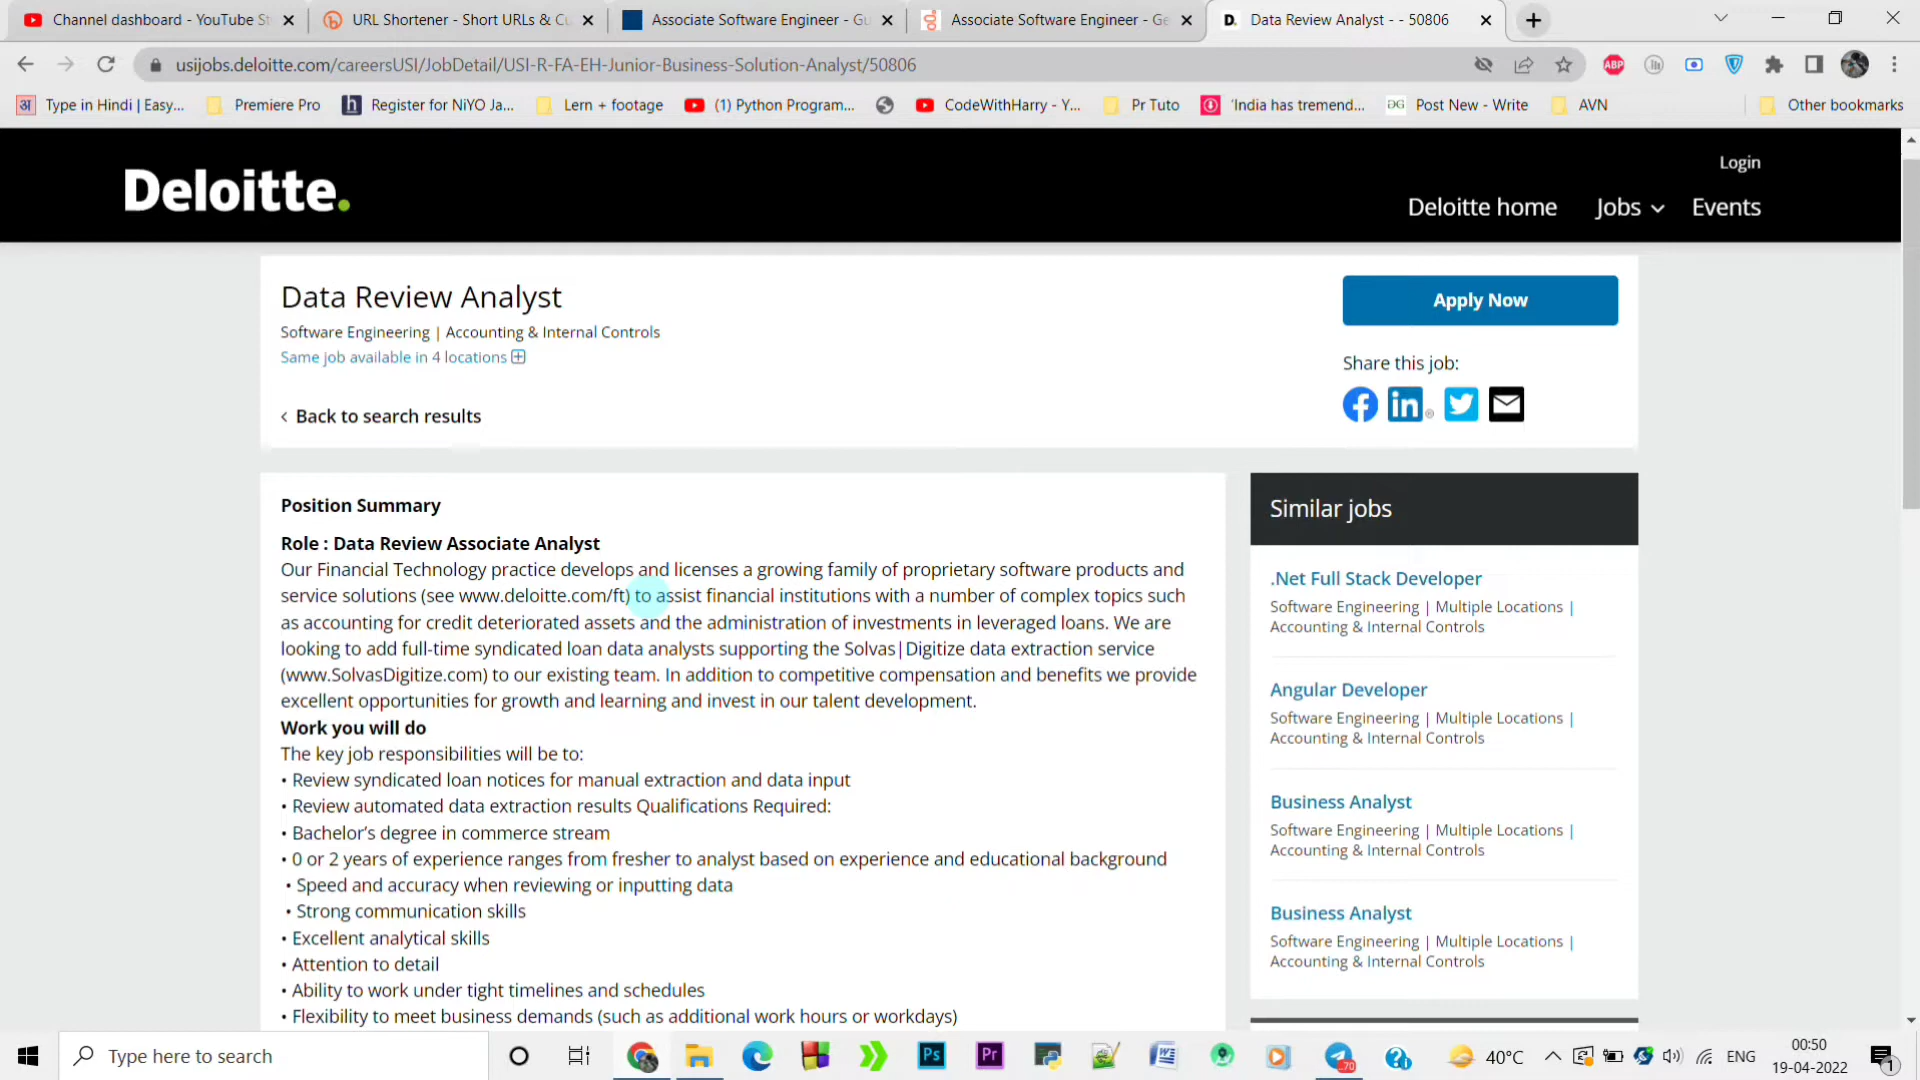 Channel dashboard - YouTube St
URL Shortener - Short URLs & Cu
Associate Software Engineer - Gu
Associate Software Engineer - Ge
Data Review Analyst - - 50806
usijobs.deloitte.com/careersUSI/JobDetail/USI-R-FA-EH-Junior-Business-Solution-Analyst/50806
ABP
अ Type in Hindi | Easy...
Premiere Pro
h Register for NiYO Ja...
Lern + footage
(1) Python Program...
CodeWithHarry - Y...
Pr Tuto
'India has tremend...
DG Post New - Write
AVN
Other bookmarks
Deloitte.
Login
Deloitte home
Jobs
Events
Data Review Analyst
Software Engineering | Accounting & Internal Controls
Same job available in 4 locations
Back to search results
Apply Now
Share this job:
Position Summary
Role : Data Review Associate Analyst
Our Financial Technology practice develops and licenses a growing family of proprietary software products and
service solutions (see www.deloitte.com/ft) to assist financial institutions with a number of complex topics such
as accounting for credit deteriorated assets and the administration of investments in leveraged loans. We are
looking to add full-time syndicated loan data analysts supporting the Solvas|Digitize data extraction service
(www.SolvasDigitize.com) to our existing team. In addition to competitive compensation and benefits we provide
excellent opportunities for growth and learning and invest in our talent development.
Work you will do
The key job responsibilities will be to:
• Review syndicated loan notices for manual extraction and data input
• Review automated data extraction results Qualifications Required:
• Bachelor's degree in commerce stream
• 0 or 2 years of experience ranges from fresher to analyst based on experience and educational background
• Speed and accuracy when reviewing or inputting data
• Strong communication skills
• Excellent analytical skills
• Attention to detail
• Ability to work under tight timelines and schedules
• Flexibility to meet business demands (such as additional work hours or workdays)
Similar jobs
.Net Full Stack Developer
Software Engineering | Multiple Locations |
Accounting & Internal Controls
Angular Developer
Software Engineering | Multiple Locations |
Accounting & Internal Controls
Business Analyst
Software Engineering | Multiple Locations |
Accounting & Internal Controls
Business Analyst
Software Engineering | Multiple Locations |
Accounting & Internal Controls
Type here to search
Ps
Pr
70
40°C
ENG
00:50
19-04-2022
1